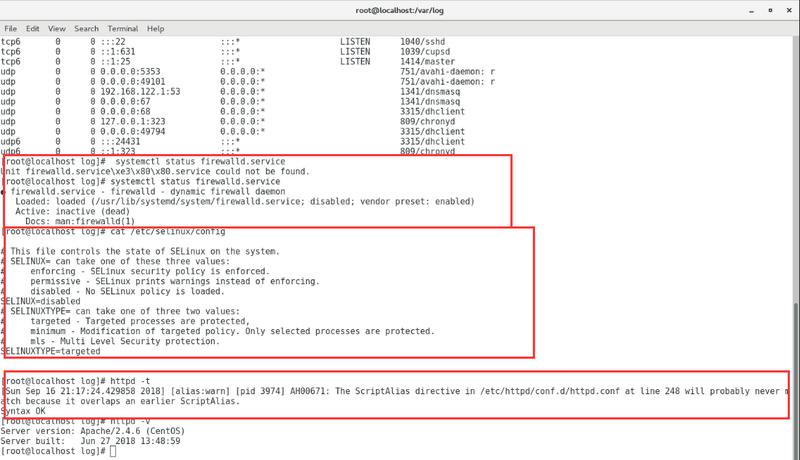 root@localhost:/var/log
File Edit View Search Terminal Help
tcp6 0 0 :::22 :::* LISTEN 1040/sshd
tcp6 0 0 ::1:631 :::* LISTEN 1039/cupsd
tcp6 0 0 ::1:25 :::* LISTEN 1414/master
udp 0 0 0.0.0.0:5353 0.0.0.0:* 751/avahi-daemon: r
udp 0 0 0.0.0.0:49101 0.0.0.0:* 751/avahi-daemon: r
udp 0 0 192.168.122.1:53 0.0.0.0:* 1341/dnsmasq
udp 0 0 0.0.0.0:67 0.0.0.0:* 1341/dnsmasq
udp 0 0 0.0.0.0:68 0.0.0.0:* 3315/dhclient
udp 0 0 127.0.0.1:323 0.0.0.0:* 809/chronyd
udp 0 0 0.0.0.0:49794 0.0.0.0:* 3315/dhclient
udp6 0 0 :::24431 :::* 3315/dhclient
udp6 0 0 ::1:323 :::* 809/chronyd
[root@localhost log]#  systemctl status firewalld.service
Unit firewalld.service\xe3\x80\x80.service could not be found.
[root@localhost log]# systemctl status firewalld.service
● firewalld.service - firewalld - dynamic firewall daemon
Loaded: loaded (/usr/lib/systemd/system/firewalld.service; disabled; vendor preset: enabled)
Active: inactive (dead)
Docs: man:firewalld(1)
[root@localhost log]# cat /etc/selinux/config
# This file controls the state of SELinux on the system.
# SELINUX= can take one of these three values:
# enforcing - SELinux security policy is enforced.
# permissive - SELinux prints warnings instead of enforcing.
# disabled - No SELinux policy is loaded.
SELINUX=disabled
# SELINUXTYPE= can take one of three two values:
# targeted - Targeted processes are protected,
# minimum - Modification of targeted policy. Only selected processes are protected.
# mls - Multi Level Security protection.
SELINUXTYPE=targeted
[root@localhost log]# httpd -t
[Sun Sep 16 21:17:24.429858 2018] [alias:warn] [pid 3974] AH00671: The ScriptAlias directive in /etc/httpd/conf.d/httpd.conf at line 248 will probably never m
atch because it overlaps an earlier ScriptAlias.
Syntax OK
[root@localhost log]# httpd -v
Server version: Apache/2.4.6 (CentOS)
Server built: Jun 27 2018 13:48:59
[root@localhost log]#